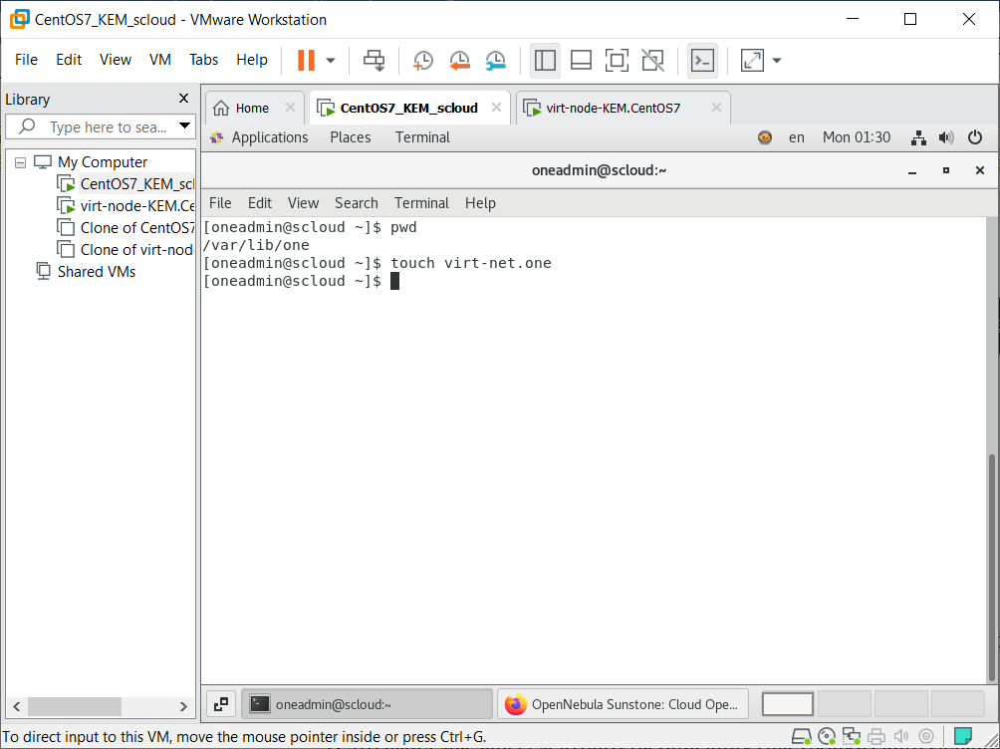 CentOS7_KEM_scloud - VMware Workstation
File Edit View VM Tabs Help
Library
Type here to sea...
My Computer
CentOS7_KEM_scl
virt-node-KEM.Ce
Clone of CentOS7
Clone of virt-nod
Shared VMs
Home CentOS7_KEM_scloud virt-node-KEM.CentOS7
Applications Places Terminal en Mon 01:30
oneadmin@scloud:~
File Edit View Search Terminal Help
[oneadmin@scloud ~]$ pwd
/var/lib/one
[oneadmin@scloud ~]$ touch virt-net.one
[oneadmin@scloud ~]$
oneadmin@scloud:~ OpenNebula Sunstone: Cloud Ope...
To direct input to this VM, move the mouse pointer inside or press Ctrl+G.